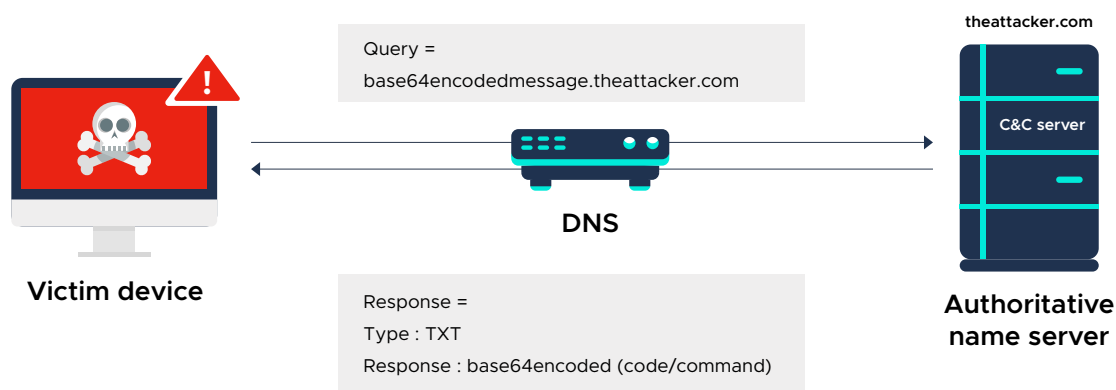 theattacker.com
Query =
base64encodedmessage.theattacker.com
!
C&C server
DNS
Victim device
Response =
Type : TXT
Response : base64encoded (code/command)
Authoritative
name server